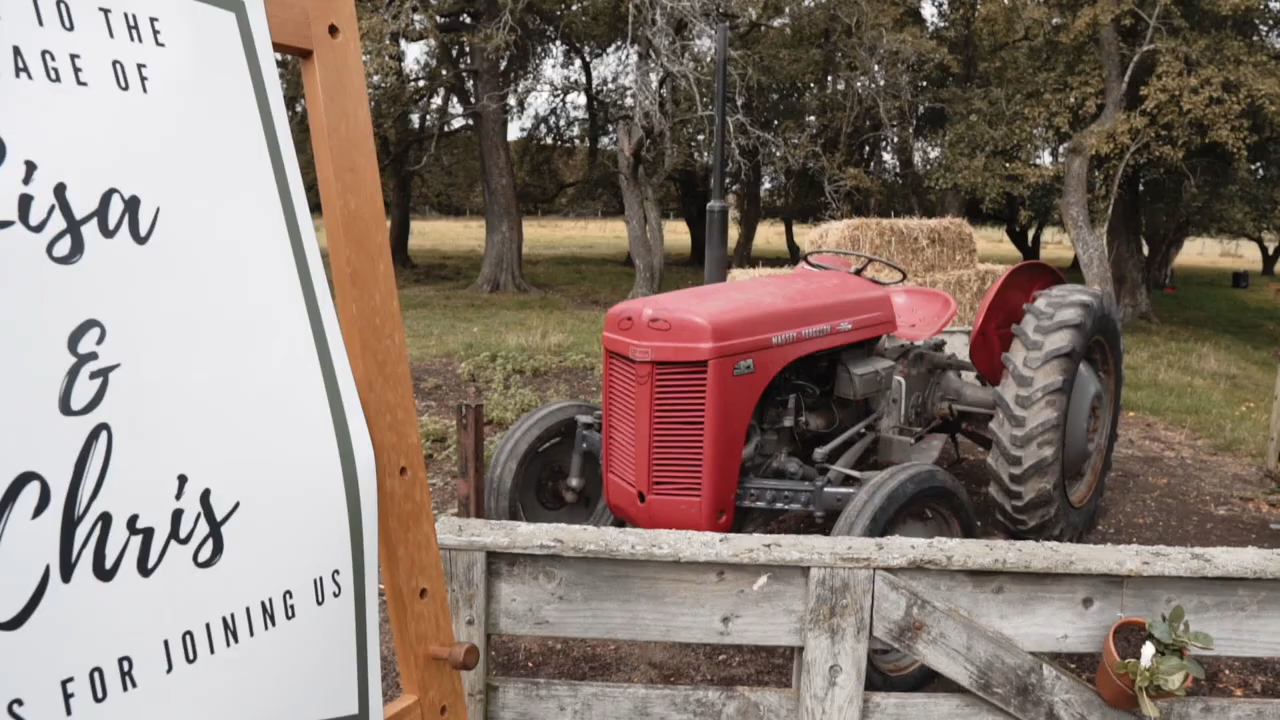 TO THE
AGE OF
Lisa
&
Chris
S FOR JOINING US
MASSEY FERGUSON